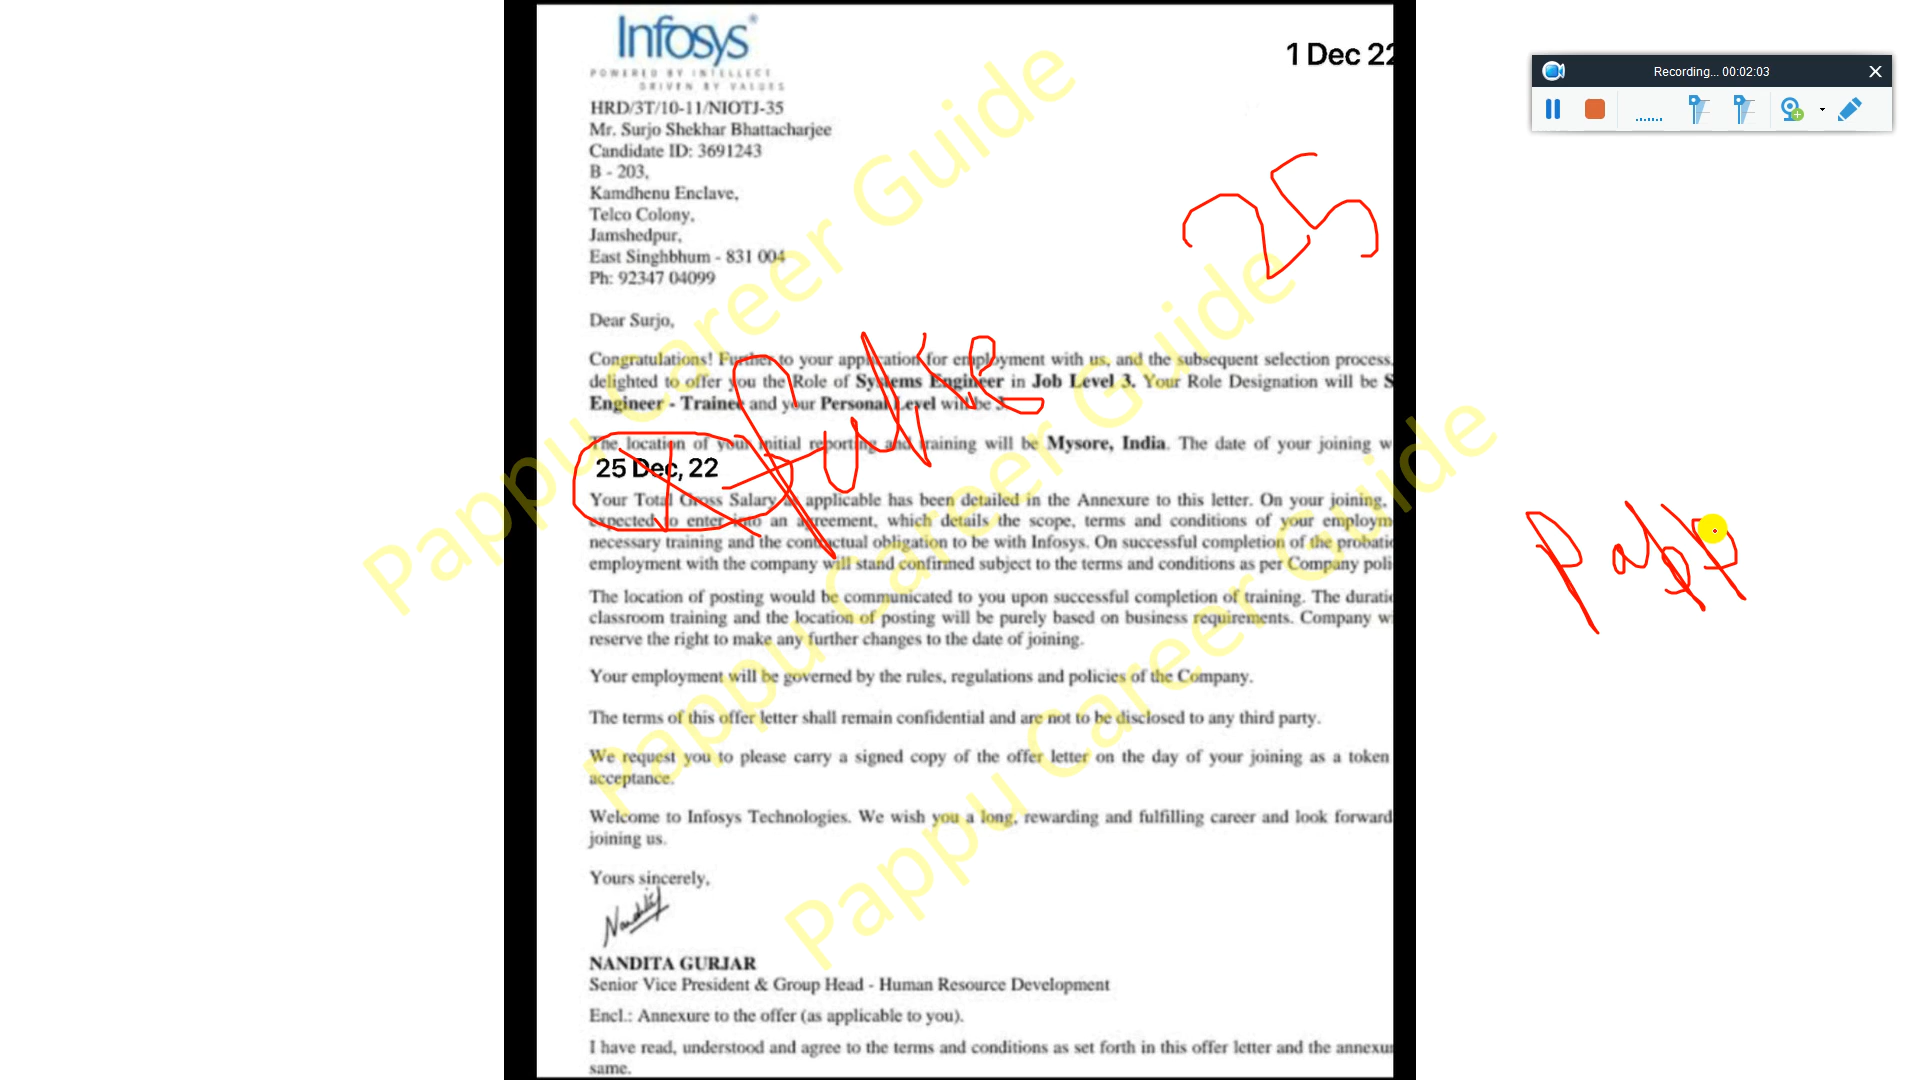 Infosys®
POWERED BY INTELLECT
DRIVEN BY VALUES
1 Dec 22
HRD/3T/10-11/NIOTJ-35
Mr. Surjo Shekhar Bhattacharjee
Candidate ID: 3691243
B - 203,
Kamdhenu Enclave,
Telco Colony,
Jamshedpur,
East Singhbhum - 831 004
Ph: 92347 04099
Dear Surjo,
Congratulations! Further to your application for employment with us, and the subsequent selection process,
delighted to offer you the Role of Systems Engineer in Job Level 3. Your Role Designation will be S
Engineer - Trainee and your Personal Level will be 3.
The location of your initial reporting and training will be Mysore, India. The date of your joining w
25 Dec, 22
Your Total Gross Salary as applicable has been detailed in the Annexure to this letter. On your joining,
expected to enter into an agreement, which details the scope, terms and conditions of your employm
necessary training and the contractual obligation to be with Infosys. On successful completion of the probati
employment with the company will stand confirmed subject to the terms and conditions as per Company poli
The location of posting would be communicated to you upon successful completion of training. The durati
classroom training and the location of posting will be purely based on business requirements. Company w
reserve the right to make any further changes to the date of joining.
Your employment will be governed by the rules, regulations and policies of the Company.
The terms of this offer letter shall remain confidential and are not to be disclosed to any third party.
We request you to please carry a signed copy of the offer letter on the day of your joining as a token
acceptance.
Welcome to Infosys Technologies. We wish you a long, rewarding and fulfilling career and look forward
joining us.
Yours sincerely,
Nandita
NANDITA GURJAR
Senior Vice President & Group Head - Human Resource Development
Encl.: Annexure to the offer (as applicable to you).
I have read, understood and agree to the terms and conditions as set forth in this offer letter and the annexu
same.
25
Papp
Pappu Career Guide
Pappu Career Guide
Pappu Career Guide
Recording... 00:02:03